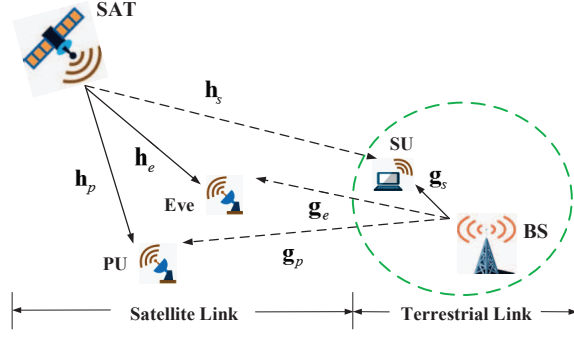 SAT
h_s
SU
h_e
g_s
h_p
Eve
g_e
BS
PU
g_p
Satellite Link
Terrestrial Link